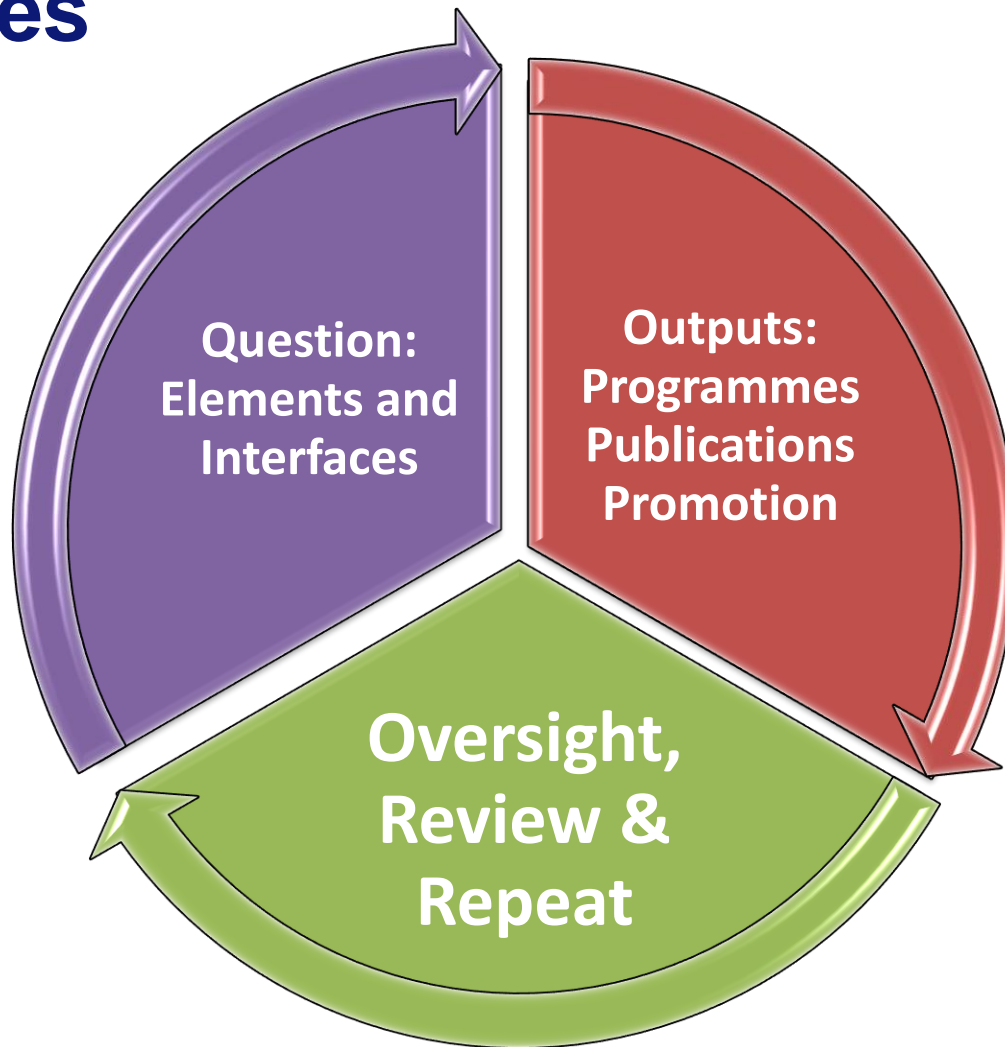 es
Question:
Elements and
Interfaces
Outputs:
Programmes
Publications
Promotion
Oversight,
Review &
Repeat